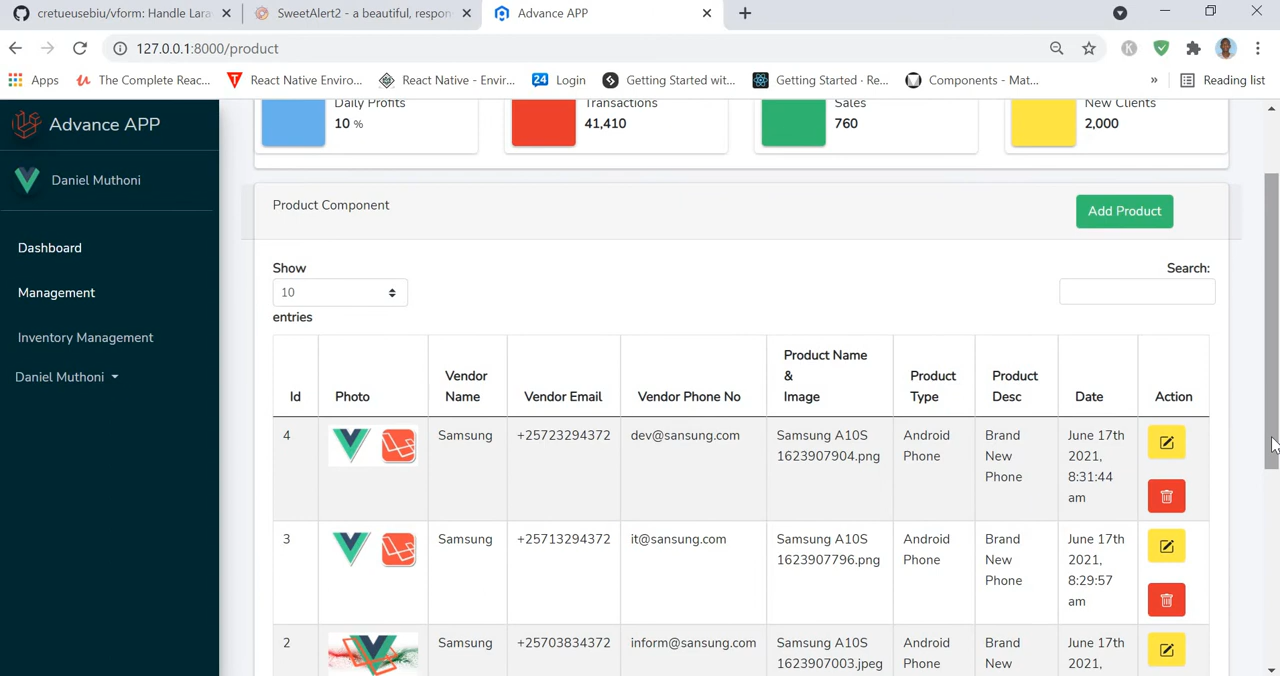 cretueusebiu/vform: Handle Lara
SweetAlert2 - a beautiful, respon
Advance APP
127.0.0.1:8000/product
K
Apps
The Complete Reac...
React Native Enviro...
React Native - Envir...
24 Login
Getting Started wit...
Getting Started · Re...
Components - Mat...
»
Reading list
Advance APP
Daniel Muthoni
Dashboard
Management
Inventory Management
Daniel Muthoni
Daily Profits
10 %
Transactions
41,410
Sales
760
New Clients
2,000
Product Component
Add Product
Show
10
entries
Search:
Id
Photo
Vendor
Name
Vendor Email
Vendor Phone No
Product Name
&
Image
Product
Type
Product
Desc
Date
Action
4
Samsung
+25723294372
dev@sansung.com
Samsung A10S
1623907904.png
Android
Phone
Brand
New
Phone
June 17th
2021,
8:31:44
am
3
Samsung
+25713294372
it@sansung.com
Samsung A10S
1623907796.png
Android
Phone
Brand
New
Phone
June 17th
2021,
8:29:57
am
2
Samsung
+25703834372
inform@sansung.com
Samsung A10S
1623907003.jpeg
Android
Phone
Brand
New
June 17th
2021,